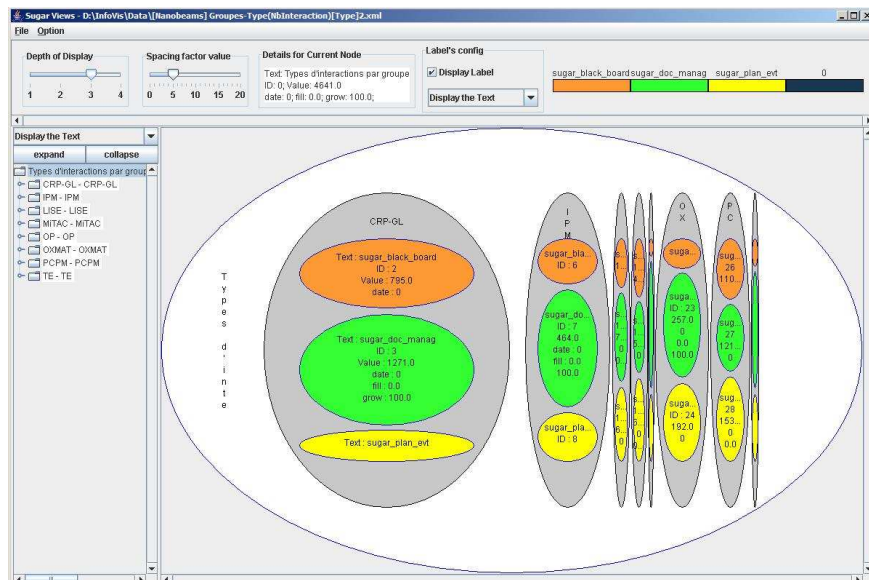 Sugar Views - D:\InfoVis\Data\[Nanobeams] Groupes-Type(NbInteraction)[Type]2.xml
File Option
Depth of Display
1 2 3 4
Spacing factor value
0 5 10 15 20
Details for Current Node
Text: Types d'interactions par groupe
ID: 0; Value: 4641.0
date: 0; fill: 0.0; grow: 100.0;
Label's config
Display Label
Display the Text
sugar_black_board sugar_doc_manag sugar_plan_evt 0
Display the Text
expand collapse
Types d'interactions par group
CRP-GL - CRP-GL
IPM - IPM
LISE - LISE
MiTAC - MiTAC
OP - OP
OXMAT - OXMAT
PCPM - PCPM
TE - TE
T
y
p
e
s
d
'
i
n
t
e
CRP-GL
Text : sugar_black_board
ID : 2
Value : 795.0
date : 0
Text : sugar_doc_manag
ID : 3
Value : 1271.0
date : 0
fill : 0.0
grow : 100.0
Text : sugar_plan_evt
I
P
M
sugar_bla...
ID : 6
sugar_do...
ID : 7
464.0
date : 0
fill : 0.0
100.0
sugar_pla...
ID : 8
O
X
suga...
suga...
ID : 23
257.0
0
0.0
100.0
suga...
ID : 24
192.0
0
P
C
sug...
26
110...
sug...
27
121...
0
sug...
28
153...
0
0.0